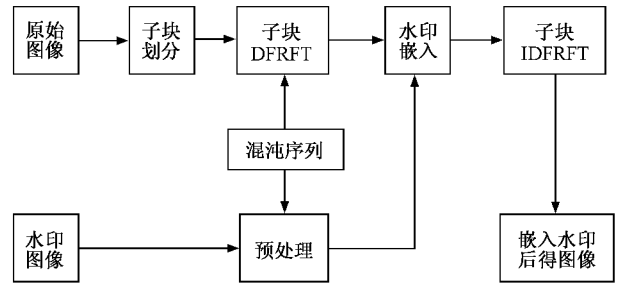 原始
图像
子块
划分
子块
DFRFT
水印
嵌入
子块
IDFRFT
混沌序列
水印
图像
预处理
嵌入水印
后得图像